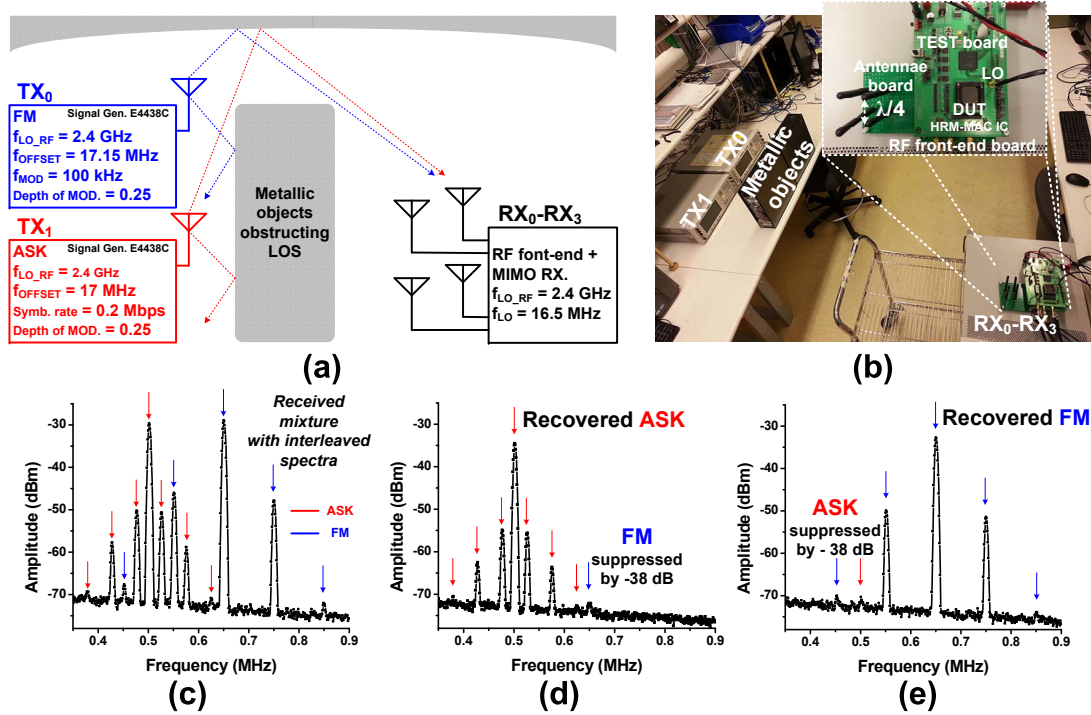 TX0
FM Signal Gen. E4438C
fLO_RF = 2.4 GHz
fOFFSET = 17.15 MHz
fMOD = 100 kHz
Depth of MOD. = 0.25
TX1
ASK Signal Gen. E4438C
fLO_RF = 2.4 GHz
fOFFSET = 17 MHz
Symb. rate = 0.2 Mbps
Depth of MOD. = 0.25
Metallic
objects
obstructing
LOS
RX0-RX3
RF font-end +
MIMO RX.
fLO_RF = 2.4 GHz
fLO = 16.5 MHz
(a)
TEST board
Antennae
board
LO
λ/4
DUT
HRM-MAC IC
RF front-end board
TX0
TX1
Metallic
objects
RX0-RX3
(b)
Received
mixture
with interleaved
spectra
ASK
FM
Amplitude (dBm)
-30
-40
-50
-60
-70
0.4 0.5 0.6 0.7 0.8 0.9
Frequency (MHz)
(c)
Recovered ASK
FM
suppressed
by -38 dB
Amplitude (dBm)
-30
-40
-50
-60
-70
0.4 0.5 0.6 0.7 0.8 0.9
Frequency (MHz)
(d)
Recovered FM
ASK
suppressed
by - 38 dB
Amplitude (dBm)
-30
-40
-50
-60
-70
0.4 0.5 0.6 0.7 0.8 0.9
Frequency (MHz)
(e)